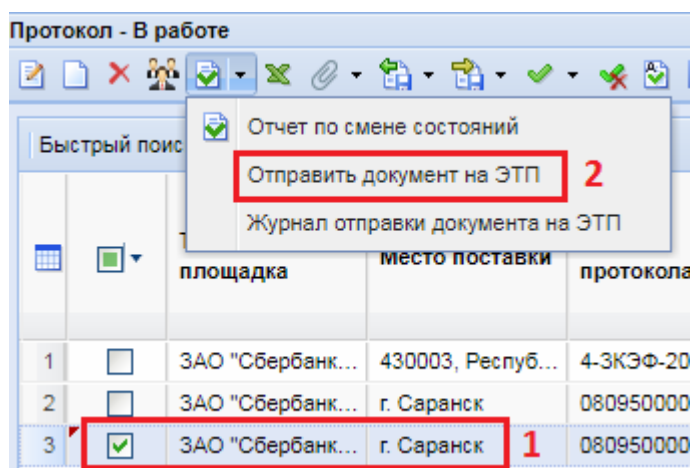 Протокол - В работе
Быстрый поис
Отчет по смене состояний
Отправить документ на ЭТП 2
Журнал отправки документа на ЭТП
площадка
Место поставки
протокола
1 ЗАО "Сбербанк... 430003, Респуб... 4-ЗКЭФ-20
2 ЗАО "Сбербанк... г. Саранск 080950000
3 ЗАО "Сбербанк... г. Саранск 1 080950000